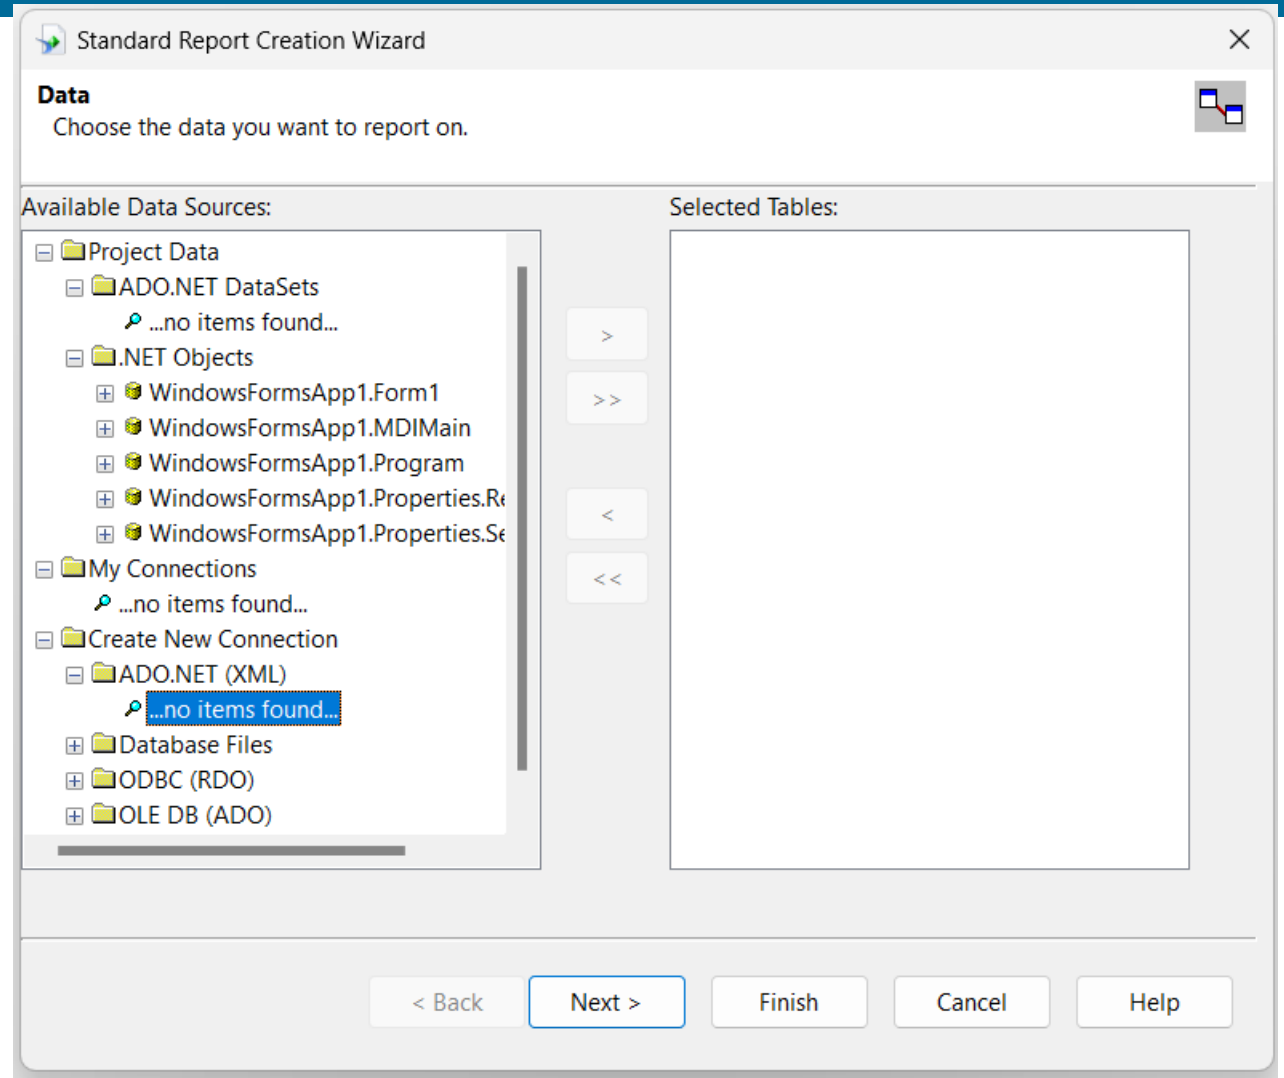 Standard Report Creation Wizard
Data
Choose the data you want to report on.
Available Data Sources:
Selected Tables:
Project Data
ADO.NET DataSets
...no items found...
.NET Objects
WindowsFormsApp1.Form1
WindowsFormsApp1.MDIMain
WindowsFormsApp1.Program
WindowsFormsApp1.Properties.Re
WindowsFormsApp1.Properties.Se
My Connections
...no items found...
Create New Connection
ADO.NET (XML)
...no items found...
Database Files
ODBC (RDO)
OLE DB (ADO)
>
>>
<
<<
< Back
Next >
Finish
Cancel
Help